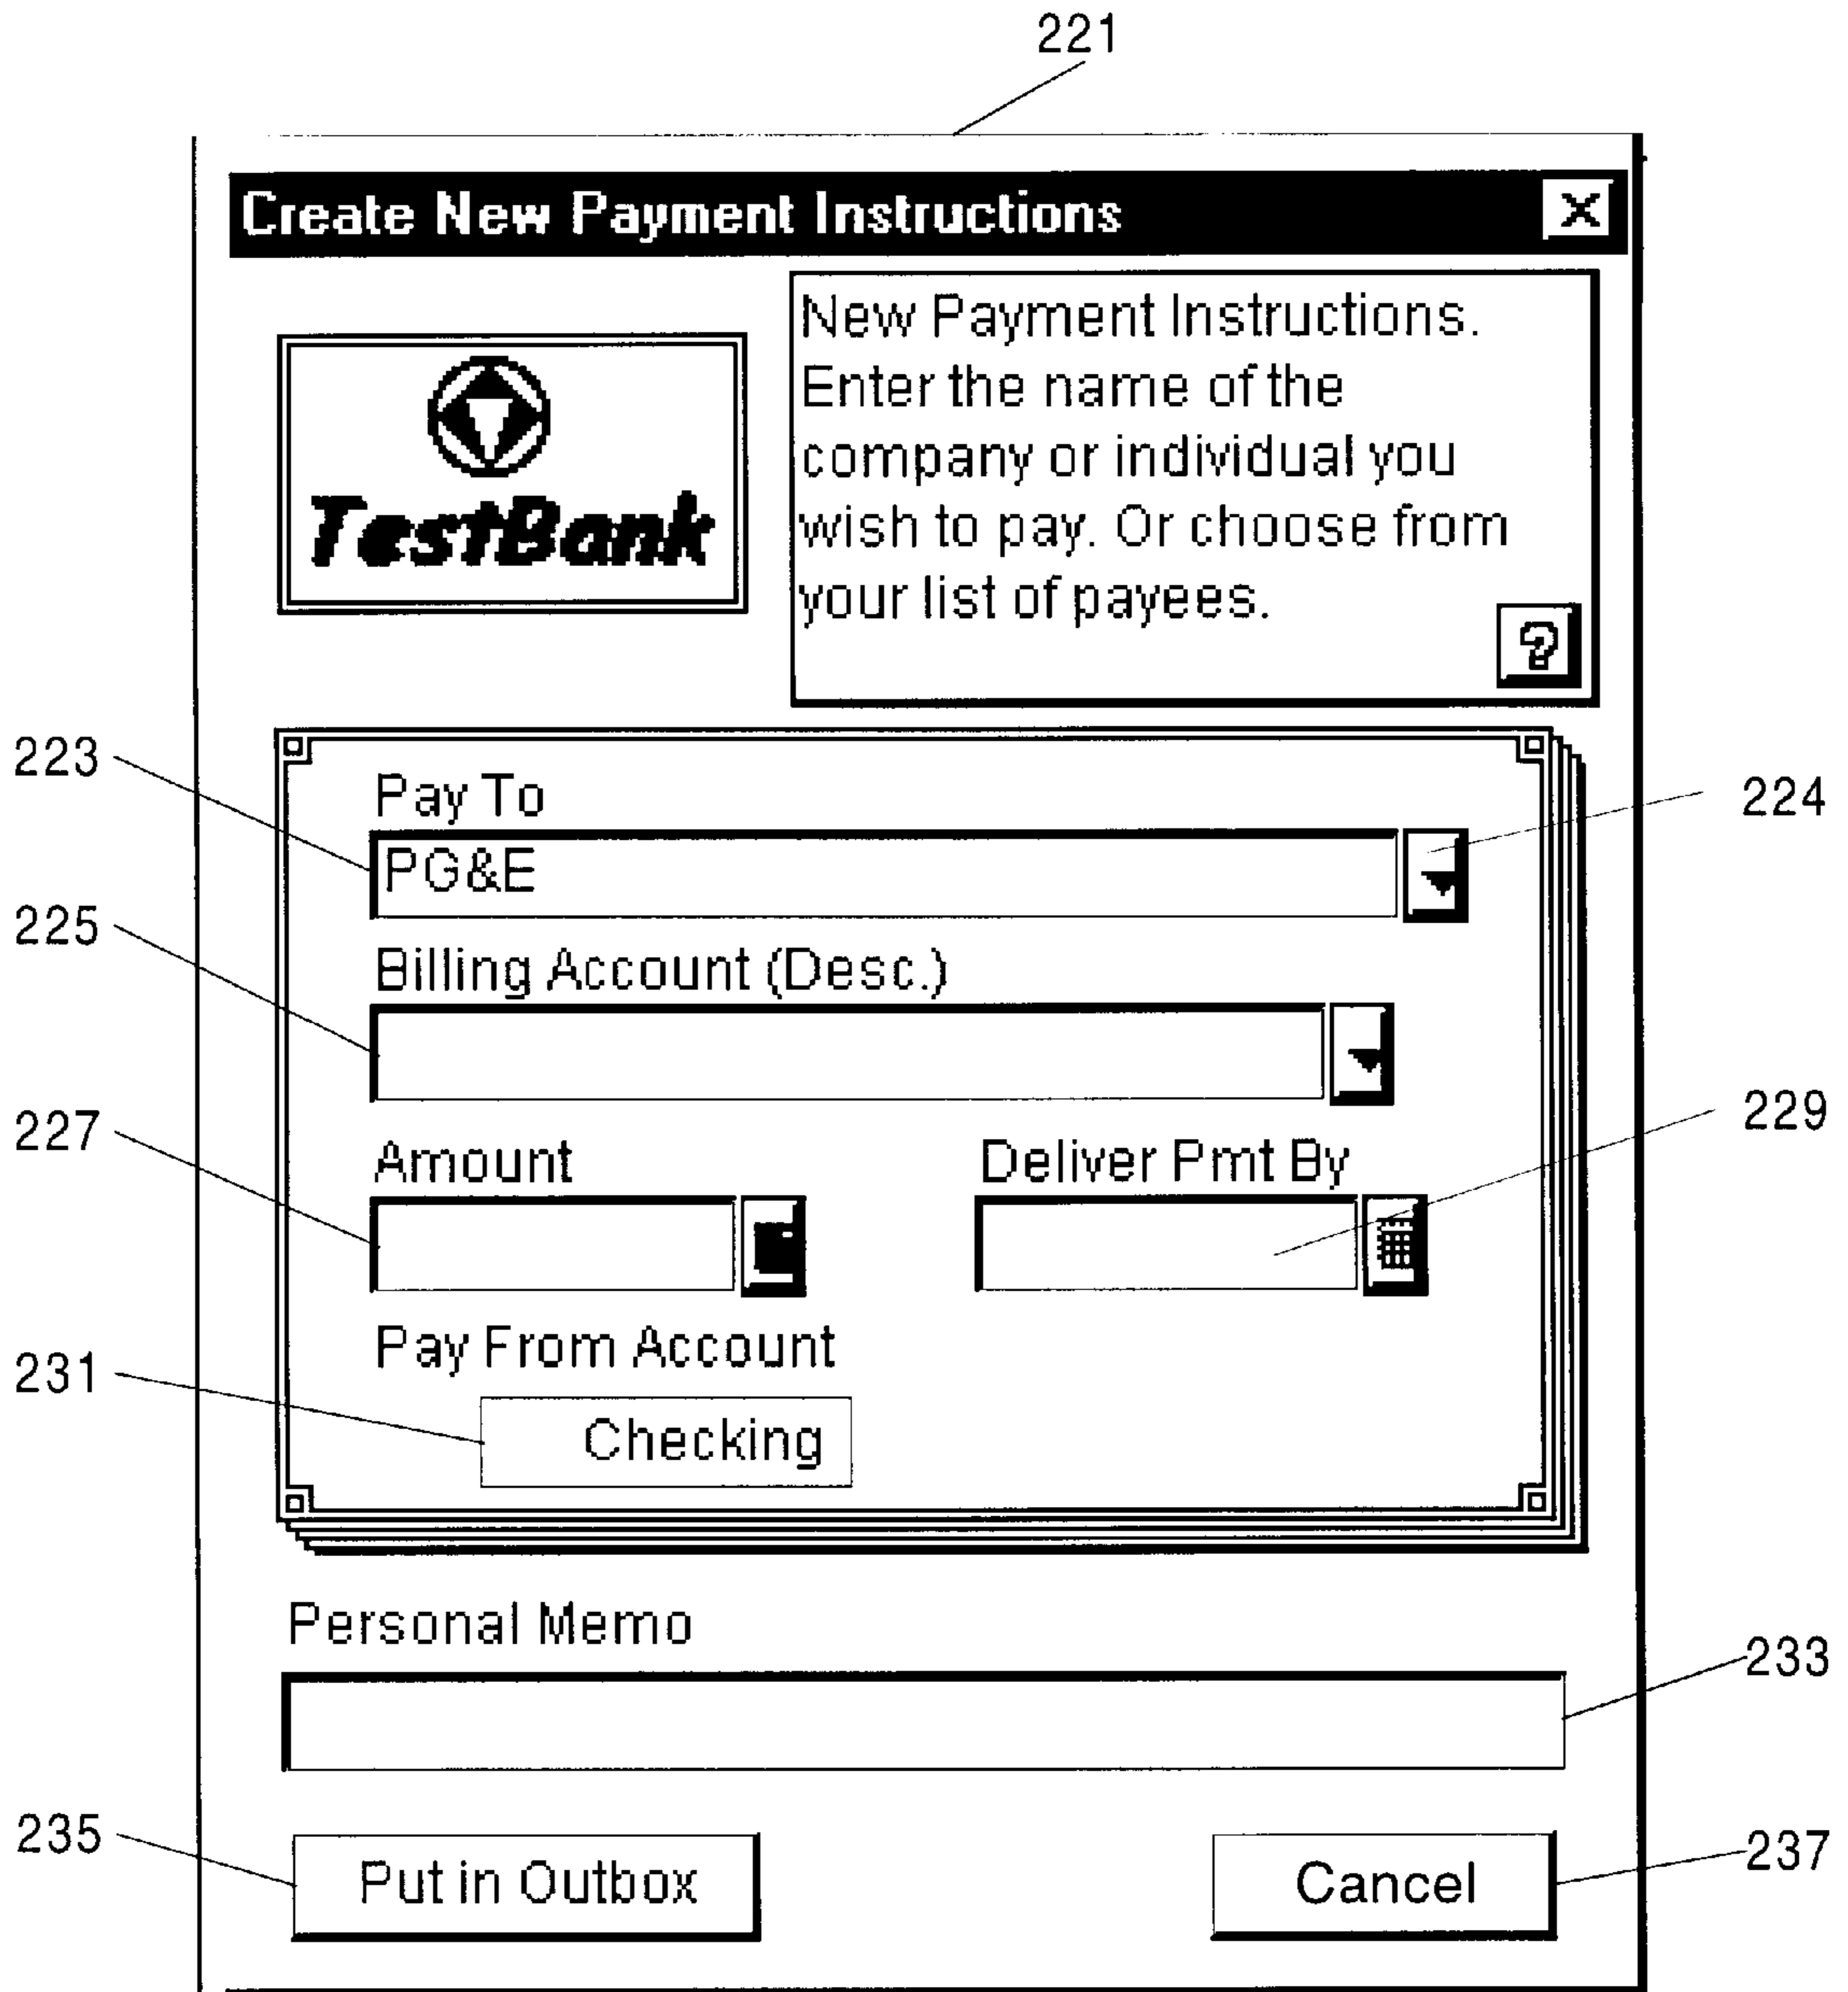 221
Create New Payment Instructions
X
TestBank
New Payment Instructions.
Enter the name of the
company or individual you
wish to pay. Or choose from
your list of payees.
?
223
Pay To
224
PG&E
225
Billing Account (Desc.)
227
Amount
Deliver Pmt By
229
231
Pay From Account
Checking
Personal Memo
233
235
Put in Outbox
Cancel
237